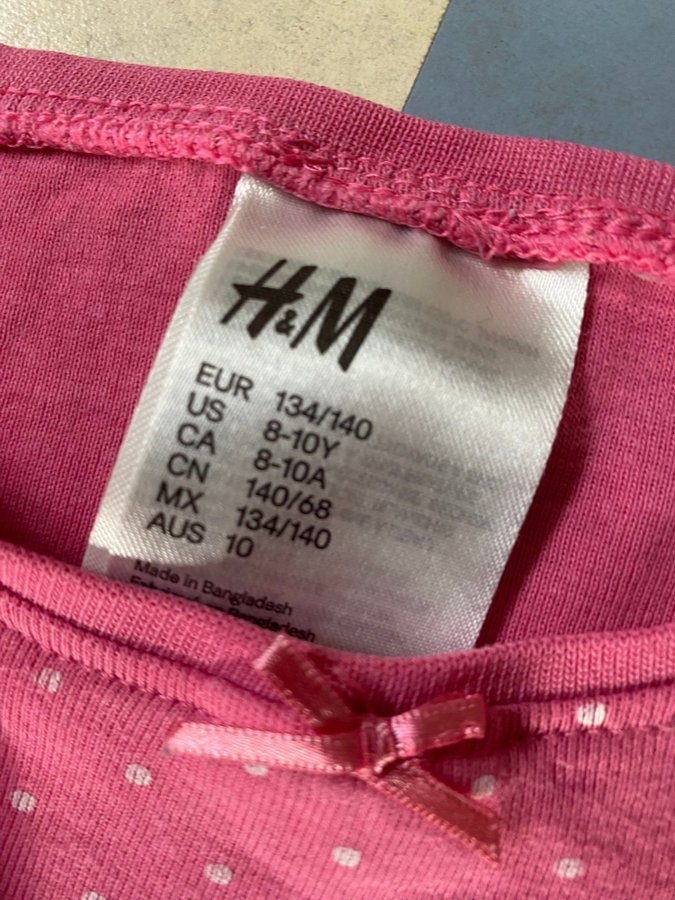 H&M
EUR 134/140
US 8-10Y
CA 8-10A
CN 140/68
MX 134/140
AUS 10
Made in Bangladesh
Bangladesh